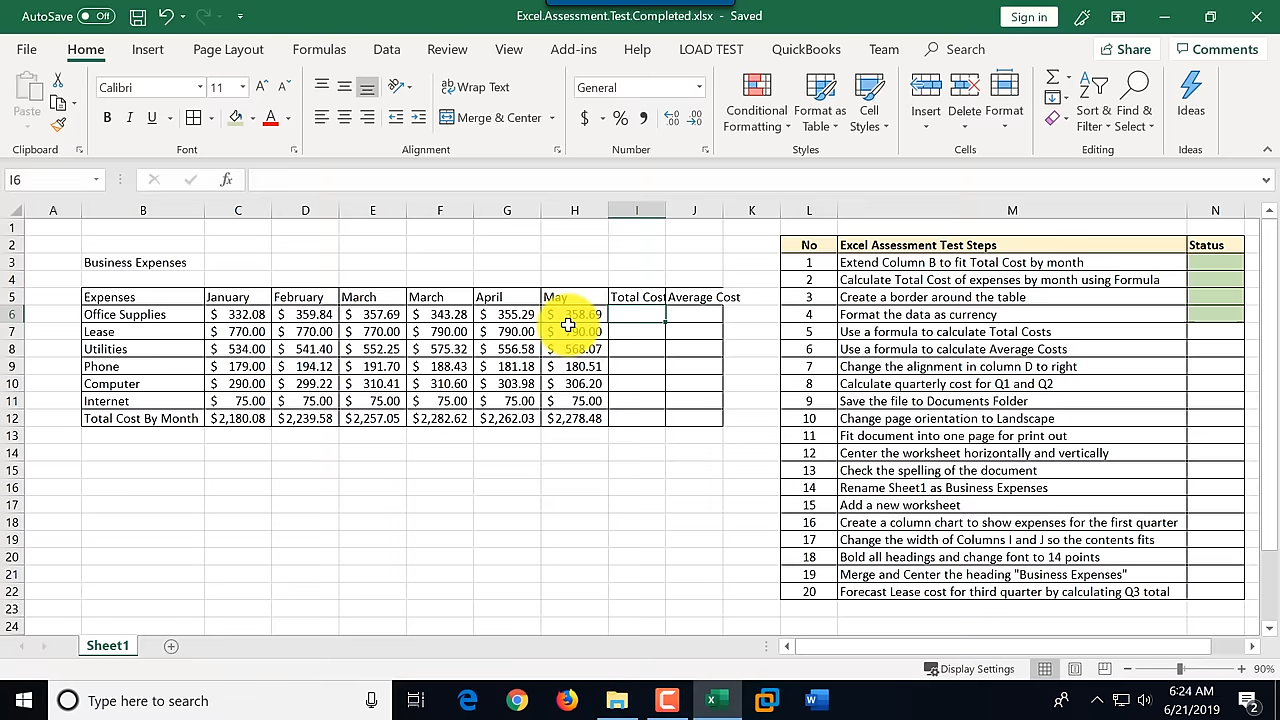 AutoSave Off Excel.Assessment.Test.Completed.xlsx - Saved Sign in
File Home Insert Page Layout Formulas Data Review View Add-ins Help LOAD TEST QuickBooks Team Search Share Comments
Paste Calibri 11 Wrap Text General Conditional Formatting Format as Table Cell Styles Insert Delete Format Sort & Filter Find & Select Ideas
B I U A Merge & Center $ % ,
Clipboard Font Alignment Number Styles Cells Editing Ideas
I6 fx
A B C D E F G H I J K L M N
1
2 No Excel Assessment Test Steps Status
3 Business Expenses 1 Extend Column B to fit Total Cost by month
4 2 Calculate Total Cost of expenses by month using Formula
5 Expenses January February March March April May Total Cost Average Cost 3 Create a border around the table
6 Office Supplies $ 332.08 $ 359.84 $ 357.69 $ 343.28 $ 355.29 $ 358.69 4 Format the data as currency
7 Lease $ 770.00 $ 770.00 $ 770.00 $ 790.00 $ 790.00 $ 790.00 5 Use a formula to calculate Total Costs
8 Utilities $ 534.00 $ 541.40 $ 552.25 $ 575.32 $ 556.58 $ 568.07 6 Use a formula to calculate Average Costs
9 Phone $ 179.00 $ 194.12 $ 191.70 $ 188.43 $ 181.18 $ 180.51 7 Change the alignment in column D to right
10 Computer $ 290.00 $ 299.22 $ 310.41 $ 310.60 $ 303.98 $ 306.20 8 Calculate quarterly cost for Q1 and Q2
11 Internet $ 75.00 $ 75.00 $ 75.00 $ 75.00 $ 75.00 $ 75.00 9 Save the file to Documents Folder
12 Total Cost By Month $2,180.08 $2,239.58 $2,257.05 $2,282.62 $2,262.03 $2,278.48 10 Change page orientation to Landscape
13 11 Fit document into one page for print out
14 12 Center the worksheet horizontally and vertically
15 13 Check the spelling of the document
16 14 Rename Sheet1 as Business Expenses
17 15 Add a new worksheet
18 16 Create a column chart to show expenses for the first quarter
19 17 Change the width of Columns I and J so the contents fits
20 18 Bold all headings and change font to 14 points
21 19 Merge and Center the heading "Business Expenses"
22 20 Forecast Lease cost for third quarter by calculating Q3 total
23
24
Sheet1
Display Settings 90%
Type here to search 6:24 AM
6/21/2019 2